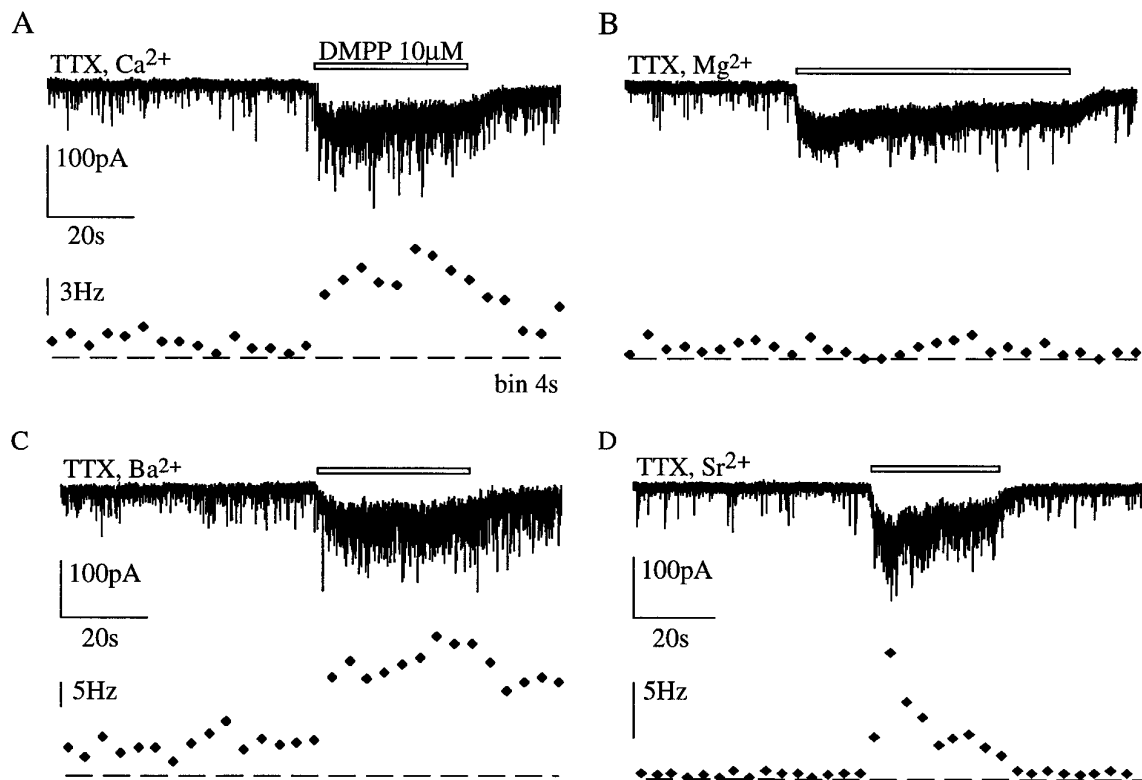 A
TTX, Ca2+
DMPP 10µM
100pA
20s
3Hz
bin 4s
B
TTX, Mg2+
C
TTX, Ba2+
100pA
20s
5Hz
D
TTX, Sr2+
100pA
20s
5Hz